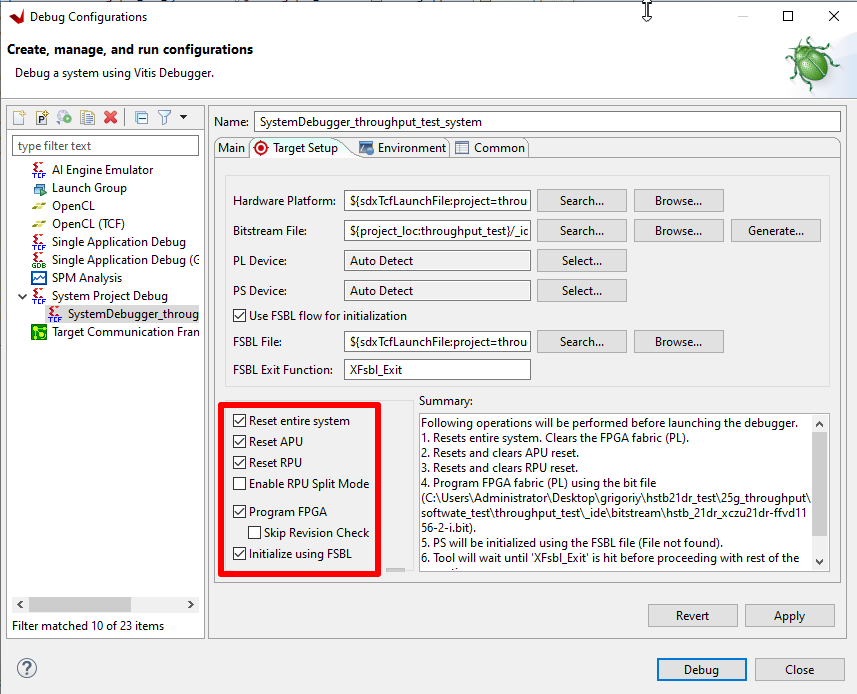 Debug Configurations
Create, manage, and run configurations
Debug a system using Vitis Debugger.
type filter text
AI Engine Emulator
Launch Group
OpenCL
OpenCL (TCF)
Single Application Debug
Single Application Debug (G
SPM Analysis
System Project Debug
SystemDebugger_throug
Target Communication Fran
Filter matched 10 of 23 items
Name: SystemDebugger_throughput_test_system
Main Target Setup Environment Common
Hardware Platform: ${sdxTcfLaunchFile:project=throu Search... Browse...
Bitstream File: ${project_loc:throughput_test}/_ic Search... Browse... Generate...
PL Device: Auto Detect Select...
PS Device: Auto Detect Select...
Use FSBL flow for initialization
FSBL File: ${sdxTcfLaunchFile:project=throu Search... Browse...
FSBL Exit Function: XFsbl_Exit
Reset entire system
Reset APU
Reset RPU
Enable RPU Split Mode
Program FPGA
Skip Revision Check
Initialize using FSBL
Summary:
Following operations will be performed before launching the debugger.
1. Resets entire system. Clears the FPGA fabric (PL).
2. Resets and clears APU reset.
3. Resets and clears RPU reset.
4. Program FPGA fabric (PL) using the bit file
(C:\Users\Administrator\Desktop\grigoriy\hstb21dr_test\25g_throughput\
softwate_test\throughput_test\_ide\bitstream\hstb_21dr_xczu21dr-ffvd11
56-2-i.bit).
5. PS will be initialized using the FSBL file (File not found).
6. Tool will wait until 'XFsbl_Exit' is hit before proceeding with rest of the
Revert Apply
Debug Close